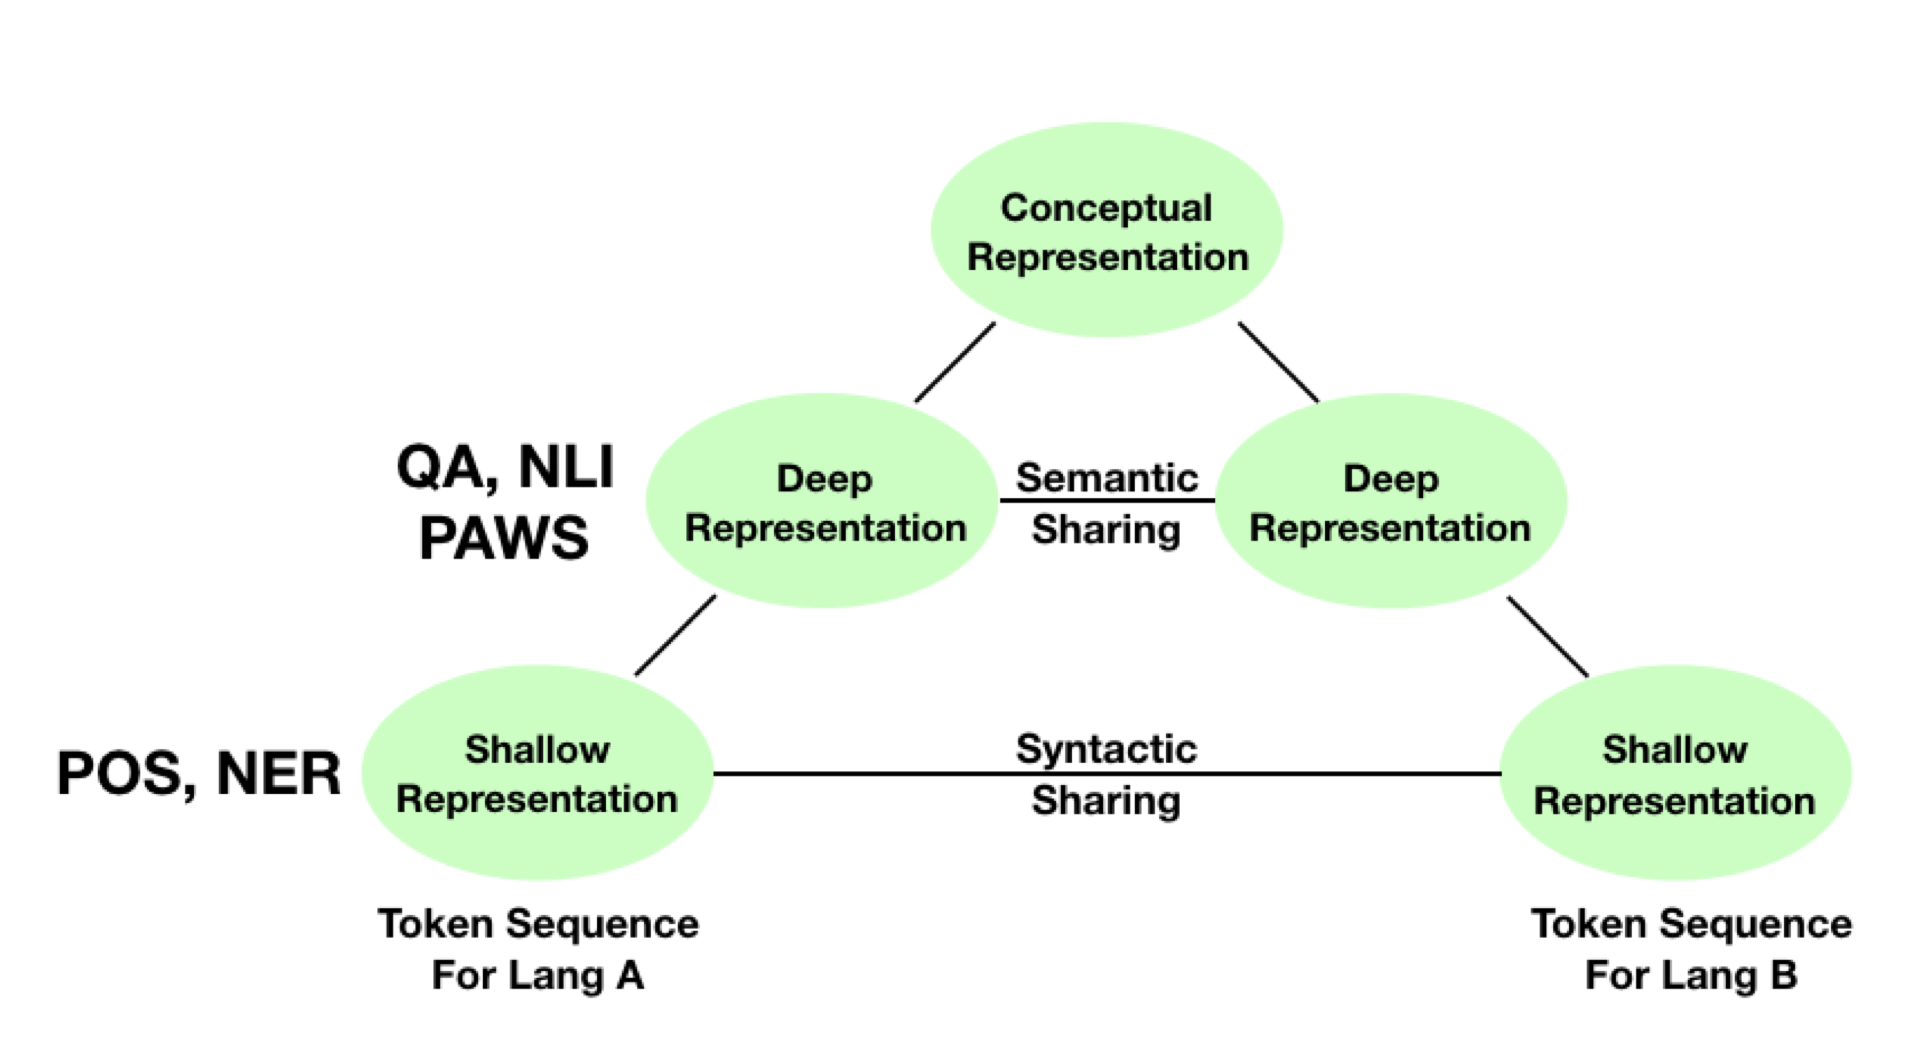 Conceptual
Representation
QA, NLI
PAWS
Deep
Representation
Semantic
Sharing
Deep
Representation
POS, NER
Shallow
Representation
Syntactic
Sharing
Shallow
Representation
Token Sequence
For Lang A
Token Sequence
For Lang B